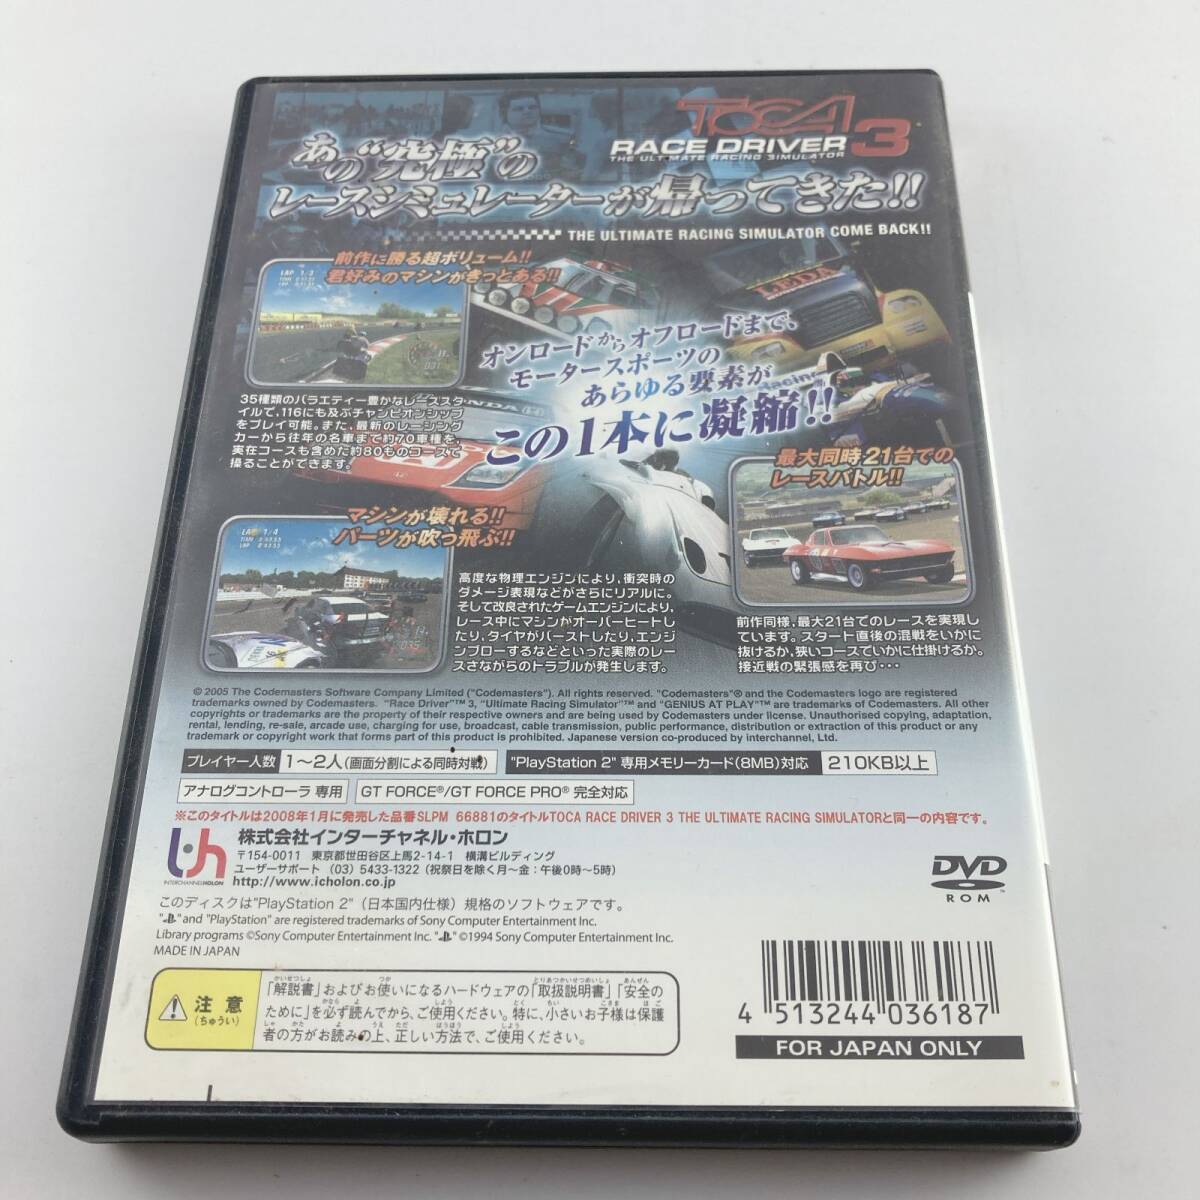 TOCA
RACE DRIVER 3
THE ULTIMATE RACING SIMULATOR
あの"究極"の
レースシミュレーターが帰ってきた!!
THE ULTIMATE RACING SIMULATOR COME BACK!!
前作に勝る超ボリューム!!
君好みのマシンがきっとある!!
LAP 1/3
LEDA
オンロードからオフロードまで、
モータースポーツの
あらゆる要素が
この1本に凝縮!!
Racing
HONDA
35種類のバラエティー豊かなレーススタ
イルで、116にも及ぶチャンピオンシップ
をプレイ可能。また、最新のレーシング
カーから往年の名車まで約70車種を、
実在コースも含めた約80ものコースで
操ることができます。
最大同時21台での
レースバトル!!
マシンが壊れる!!
パーツが吹っ飛ぶ!!
LAP 1/4
高度な物理エンジンにより、衝突時の
ダメージ表現などがさらにリアルに。
そして改良されたゲームエンジンにより、
レース中にマシンがオーバーヒートし
たり、タイヤがバーストしたり、エンジ
ンブローするなどといった実際のレー
スさながらのトラブルが発生します。
前作同様、最大21台でのレースを実現し
ています。スタート直後の混戦をいかに
抜けるか、狭いコースでいかに仕掛けるか。
接近戦の緊張感を再び・・・
© 2005 The Codemasters Software Company Limited ("Codemasters"). All rights reserved. "Codemasters"® and the Codemasters logo are registered
trademarks owned by Codemasters. "Race Driver"™ 3, "Ultimate Racing Simulator"™ and "GENIUS AT PLAY"™ are trademarks of Codemasters. All other
copyrights or trademarks are the property of their respective owners and are being used by Codemasters under license. Unauthorised copying, adaptation,
rental, lending, re-sale, arcade use, charging for use, broadcast, cable transmission, public performance, distribution or extraction of this product or any
trademark or copyright work that forms part of this product is prohibited. Japanese version co-produced by interchannel, Ltd.
プレイヤー人数 1～2人(画面分割による同時対戦) "PlayStation 2" 専用メモリーカード(8MB)対応 210KB以上
アナログコントローラ 専用 GT FORCE®/GT FORCE PRO® 完全対応
※このタイトルは2008年1月に発売した品番SLPM 66881のタイトルTOCA RACE DRIVER 3 THE ULTIMATE RACING SIMULATORと同一の内容です。
INTERCHANNELHOLON
株式会社インターチャネル・ホロン
〒154-0011 東京都世田谷区上馬2-14-1 横溝ビルディング
ユーザーサポート (03) 5433-1322 (祝祭日を除く月～金:午後0時～5時)
http://www.icholon.co.jp
DVD
ROM
このディスクは"PlayStation 2" (日本国内仕様) 規格のソフトウェアです。
" " and "PlayStation" are registered trademarks of Sony Computer Entertainment Inc.
Library programs ©Sony Computer Entertainment Inc. " " ©1994 Sony Computer Entertainment Inc.
MADE IN JAPAN
注意
(ちゅうい)
「解説書」およびお使いになるハードウェアの「取扱説明書」「安全の
ために」を必ず読んでから、ご使用ください。特に、小さいお子様は保護
者の方がお読みの上、正しい方法で、ご使用ください。
4 513244 036187
FOR JAPAN ONLY